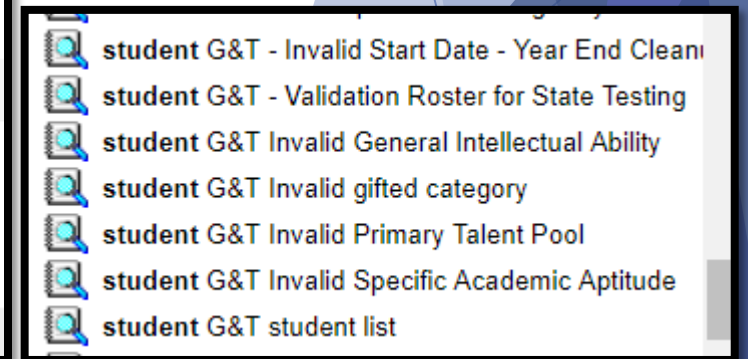 student G&T - Invalid Start Date - Year End
student G&T - Validation Roster for State Testing
student G&T Invalid General Intellectual Ability
student G&T Invalid gifted category
student G&T Invalid Primary Talent Pool
student G&T Invalid Specific Academic Aptitude
student G&T student list